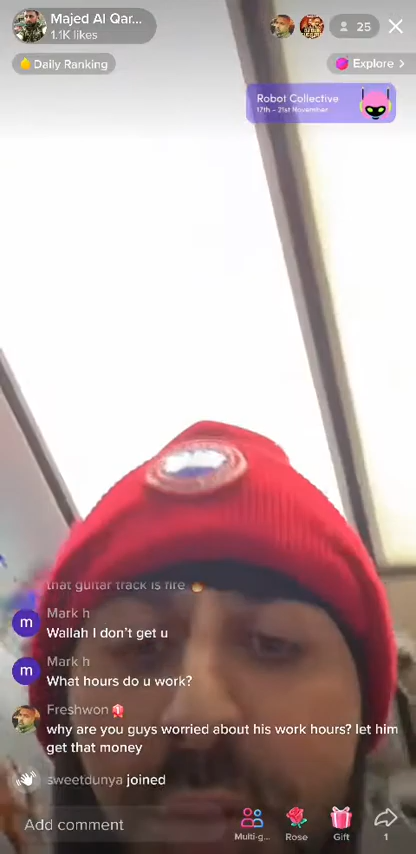 Majed Al Qar...
1.1K likes
25
Daily Ranking
Explore >
Robot Collective
17th - 21st November
that guitar track is fire 🔥
Mark h
Wallah I don't get u
Mark h
What hours do u work?
Freshwon
why are you guys worried about his work hours? let him
get that money
sweetdunya joined
Add comment
Multi-g...
Rose
Gift
1